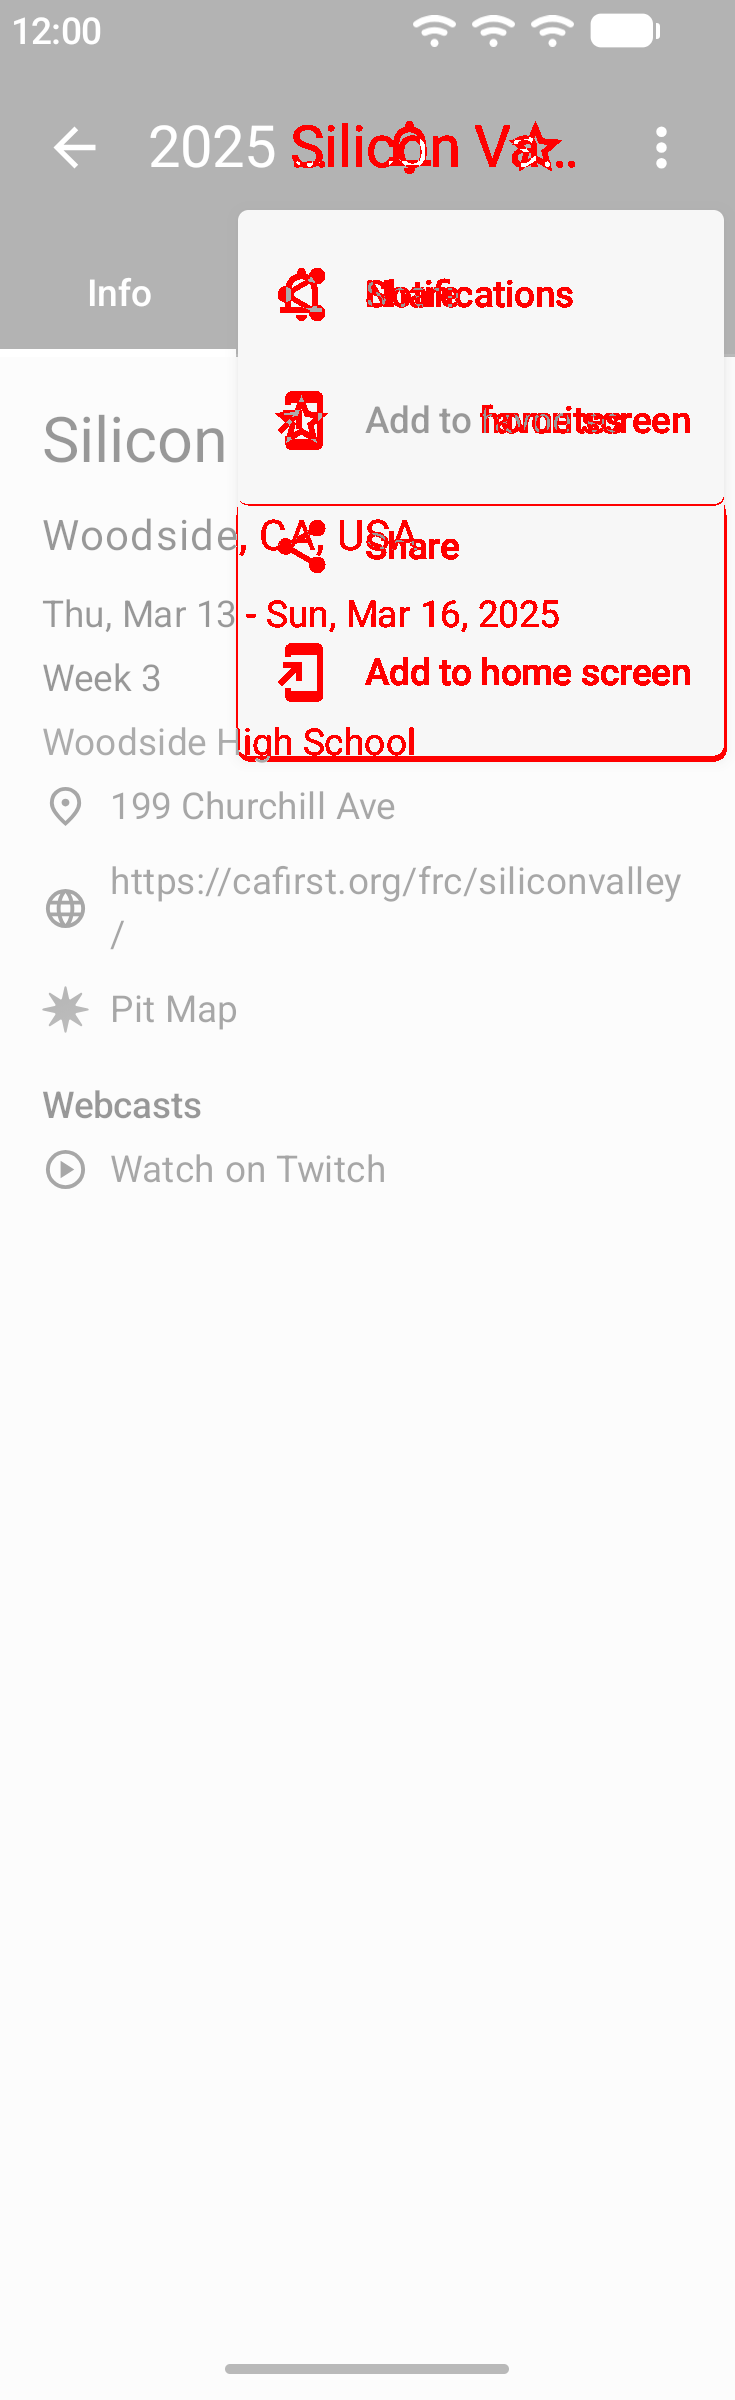 12:00
2025 Silicon Va...
Info
Notifications
Add to
Silicon
Woodside, CA, USA
Share
Thu, Mar 13 - Sun, Mar 16, 2025
Week 3
Add to home screen
Woodside High School
199 Churchill Ave
https://cafirst.org/frc/siliconvalley
/
Pit Map
Webcasts
Watch on Twitch